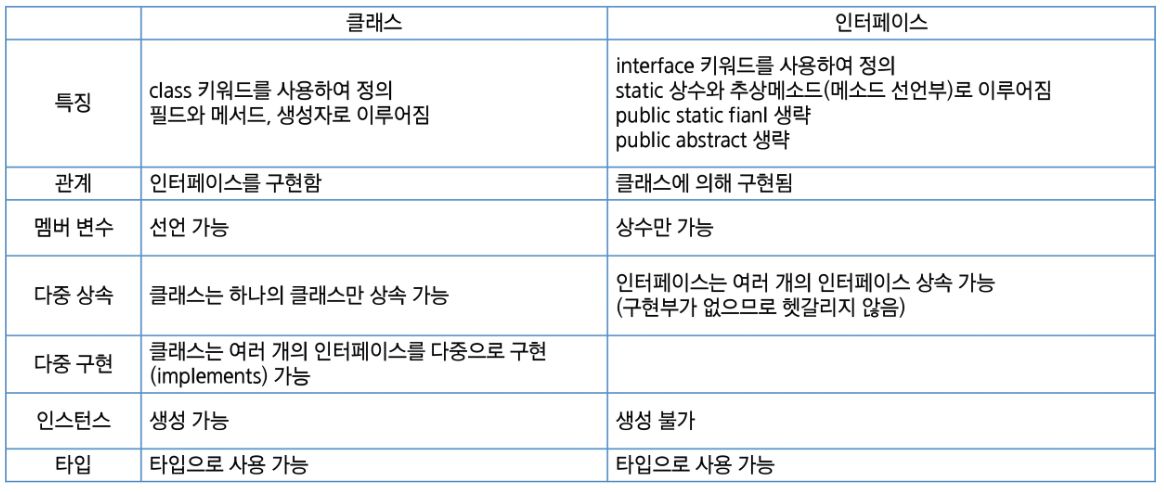 클래스
인터페이스
특징
class 키워드를 사용하여 정의
필드와 메서드, 생성자로 이루어짐
interface 키워드를 사용하여 정의
static 상수와 추상메소드(메소드 선언부)로 이루어짐
public static fianl 생략
public abstract 생략
관계
인터페이스를 구현함
클래스에 의해 구현됨
멤버 변수
선언 가능
상수만 가능
다중 상속
클래스는 하나의 클래스만 상속 가능
인터페이스는 여러 개의 인터페이스 상속 가능
(구현부가 없으므로 헷갈리지 않음)
다중 구현
클래스는 여러 개의 인터페이스를 다중으로 구현
(implements) 가능
인스턴스
생성 가능
생성 불가
타입
타입으로 사용 가능
타입으로 사용 가능